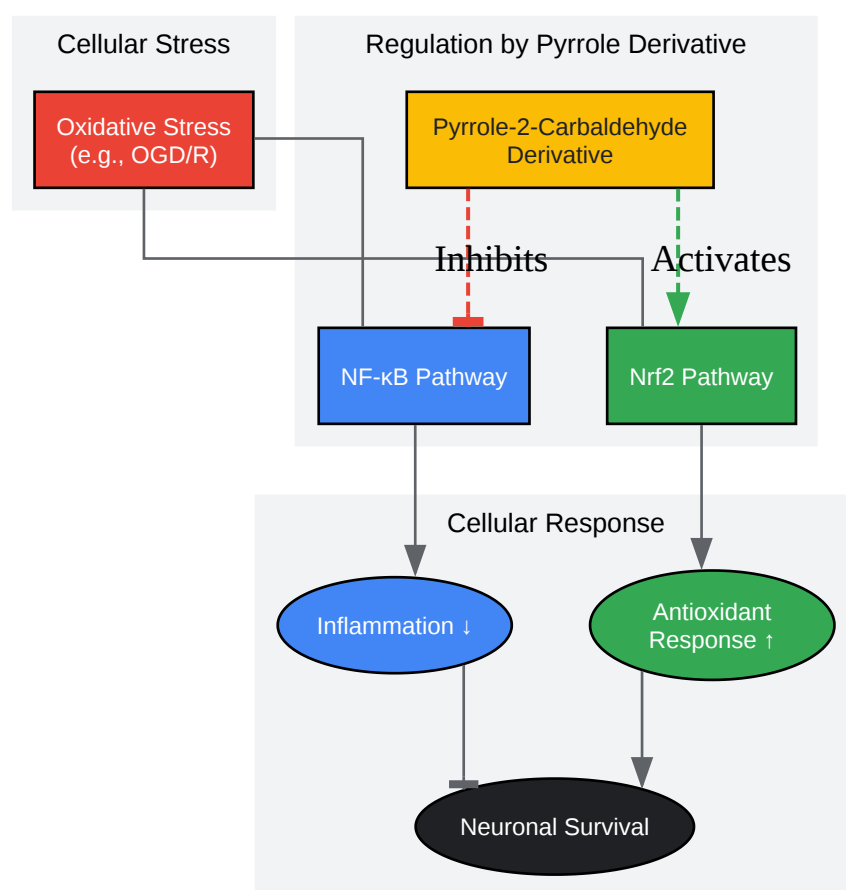 Cellular Stress
Regulation by Pyrrole Derivative
Oxidative Stress
(e.g., OGD/R)
Pyrrole-2-Carbaldehyde
Derivative
Inhibits
Activates
NF-κB Pathway
Nrf2 Pathway
Cellular Response
Inflammation ↓
Antioxidant
Response ↑
Neuronal Survival